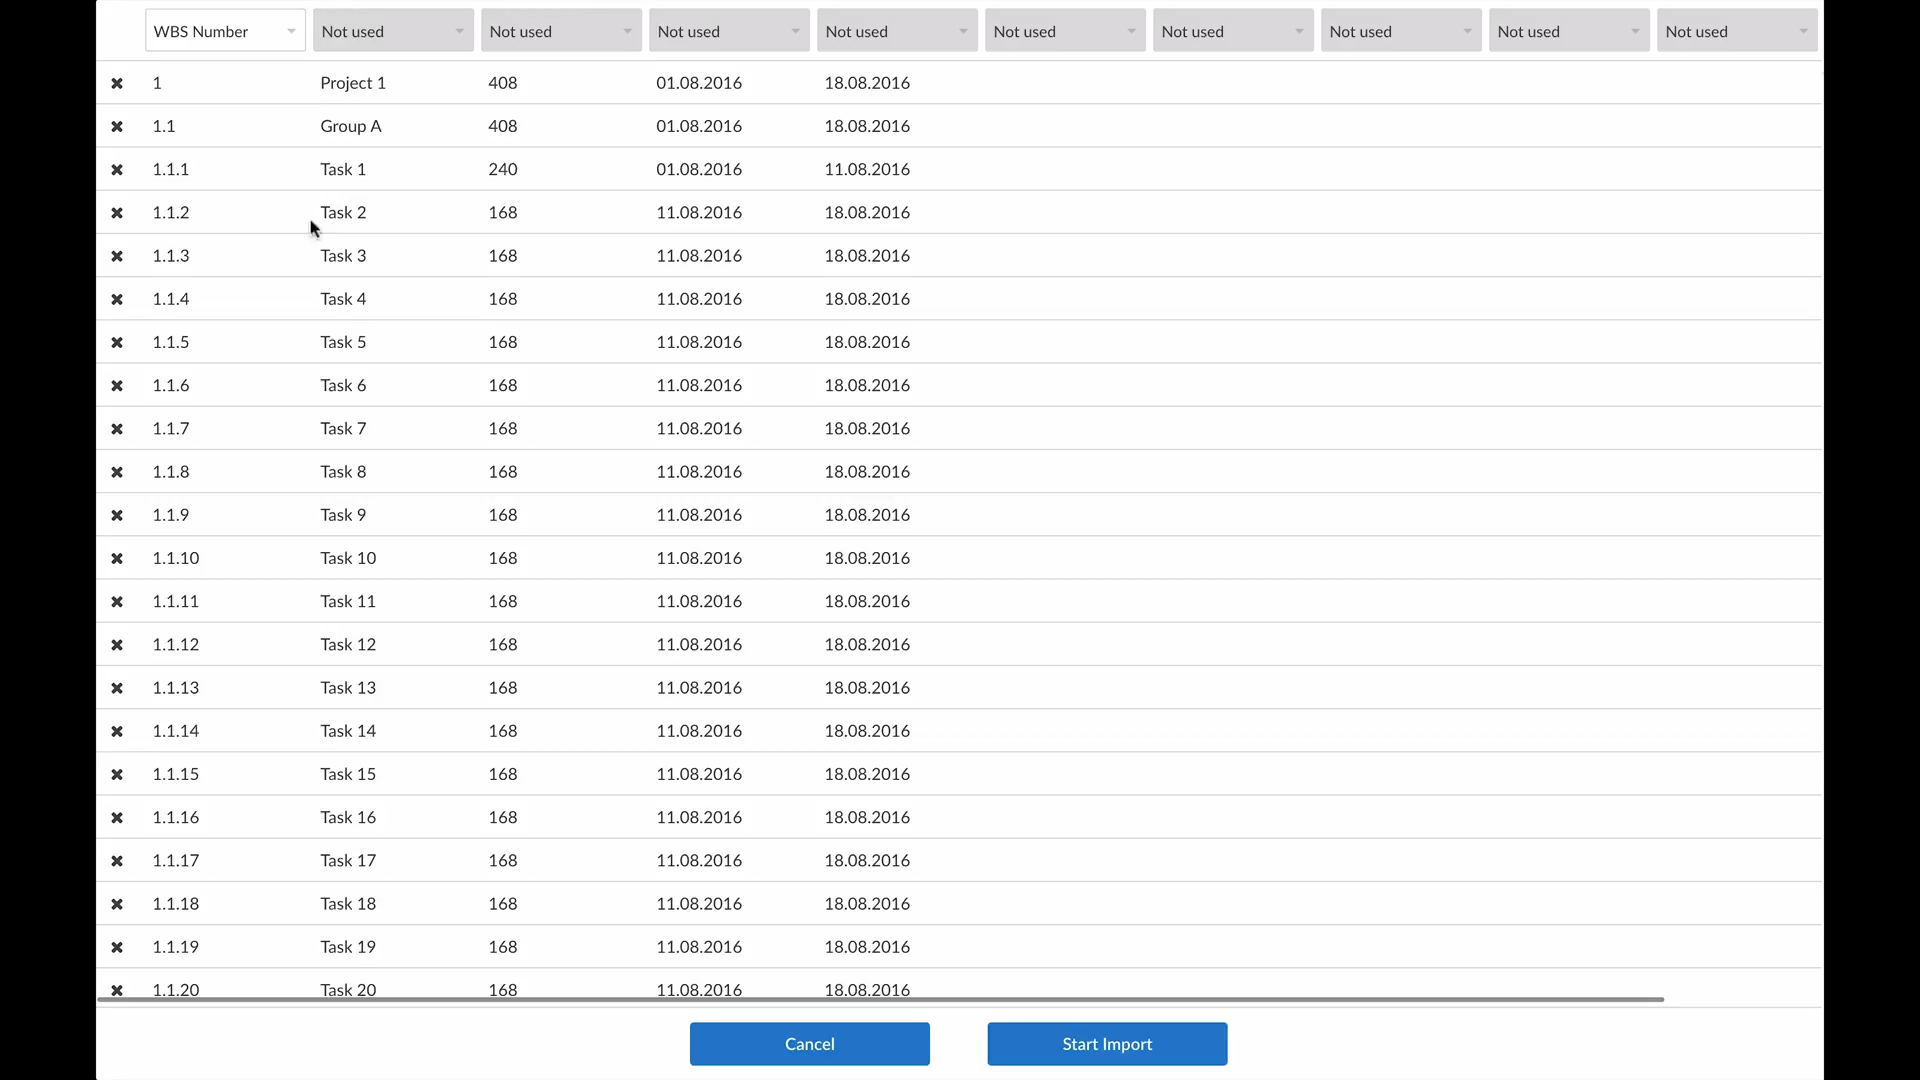 WBS Number Not used Not used Not used Not used Not used Not used Not used Not used Not used
1 Project 1 408 01.08.2016 18.08.2016
1.1 Group A 408 01.08.2016 18.08.2016
1.1.1 Task 1 240 01.08.2016 11.08.2016
1.1.2 Task 2 168 11.08.2016 18.08.2016
1.1.3 Task 3 168 11.08.2016 18.08.2016
1.1.4 Task 4 168 11.08.2016 18.08.2016
1.1.5 Task 5 168 11.08.2016 18.08.2016
1.1.6 Task 6 168 11.08.2016 18.08.2016
1.1.7 Task 7 168 11.08.2016 18.08.2016
1.1.8 Task 8 168 11.08.2016 18.08.2016
1.1.9 Task 9 168 11.08.2016 18.08.2016
1.1.10 Task 10 168 11.08.2016 18.08.2016
1.1.11 Task 11 168 11.08.2016 18.08.2016
1.1.12 Task 12 168 11.08.2016 18.08.2016
1.1.13 Task 13 168 11.08.2016 18.08.2016
1.1.14 Task 14 168 11.08.2016 18.08.2016
1.1.15 Task 15 168 11.08.2016 18.08.2016
1.1.16 Task 16 168 11.08.2016 18.08.2016
1.1.17 Task 17 168 11.08.2016 18.08.2016
1.1.18 Task 18 168 11.08.2016 18.08.2016
1.1.19 Task 19 168 11.08.2016 18.08.2016
1.1.20 Task 20 168 11.08.2016 18.08.2016
Cancel Start Import